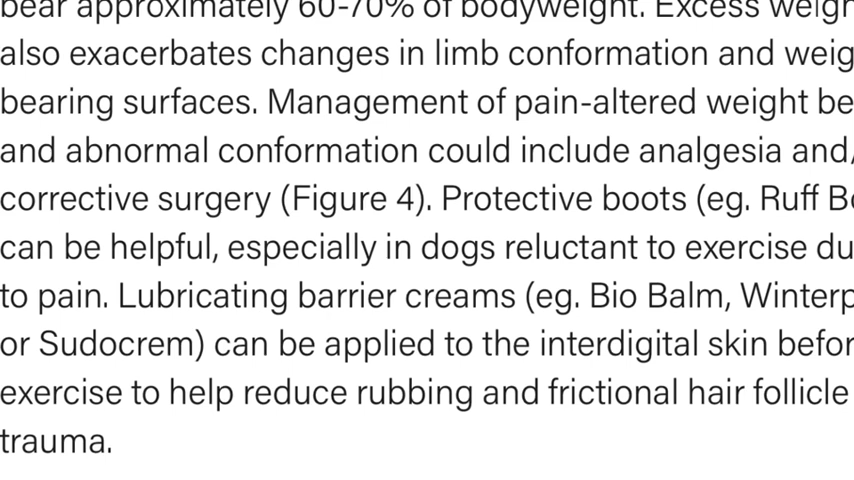 bear approximately 60-70% of bodyweight. Excess weigh
also exacerbates changes in limb conformation and weig
bearing surfaces. Management of pain-altered weight be
and abnormal conformation could include analgesia and/
corrective surgery (Figure 4). Protective boots (eg. Ruff Bo
can be helpful, especially in dogs reluctant to exercise du
to pain. Lubricating barrier creams (eg. Bio Balm, Winterp
or Sudocrem) can be applied to the interdigital skin befor
exercise to help reduce rubbing and frictional hair follicle
trauma.